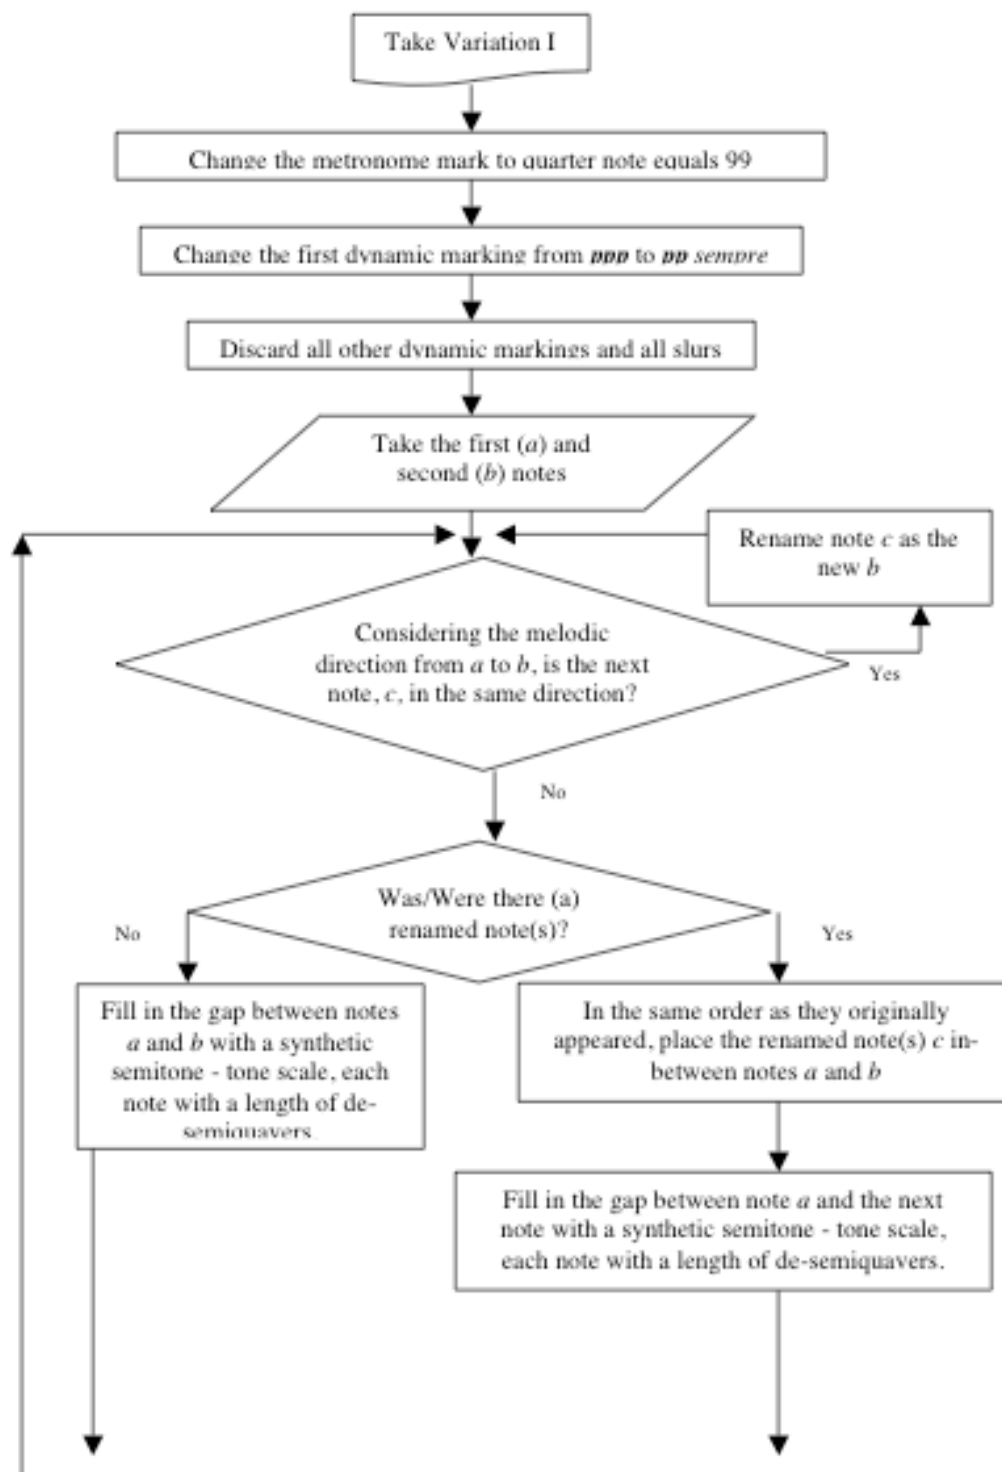 Take Variation I
Change the metronome mark to quarter note equals 99
Change the first dynamic marking from ppp to pp sempre
Discard all other dynamic markings and all slurs
Take the first (a) and
second (b) notes
Rename note c as the
new b
Considering the melodic
direction from a to b, is the next
note, c, in the same direction?
Yes
No
Was/Were there (a)
renamed note(s)?
No
Yes
Fill in the gap between notes
a and b with a synthetic
semitone - tone scale, each
note with a length of de-
semiquavers.
In the same order as they originally
appeared, place the renamed note(s) c in-
between notes a and b
Fill in the gap between note a and the next
note with a synthetic semitone - tone scale,
each note with a length of de-semiquavers.